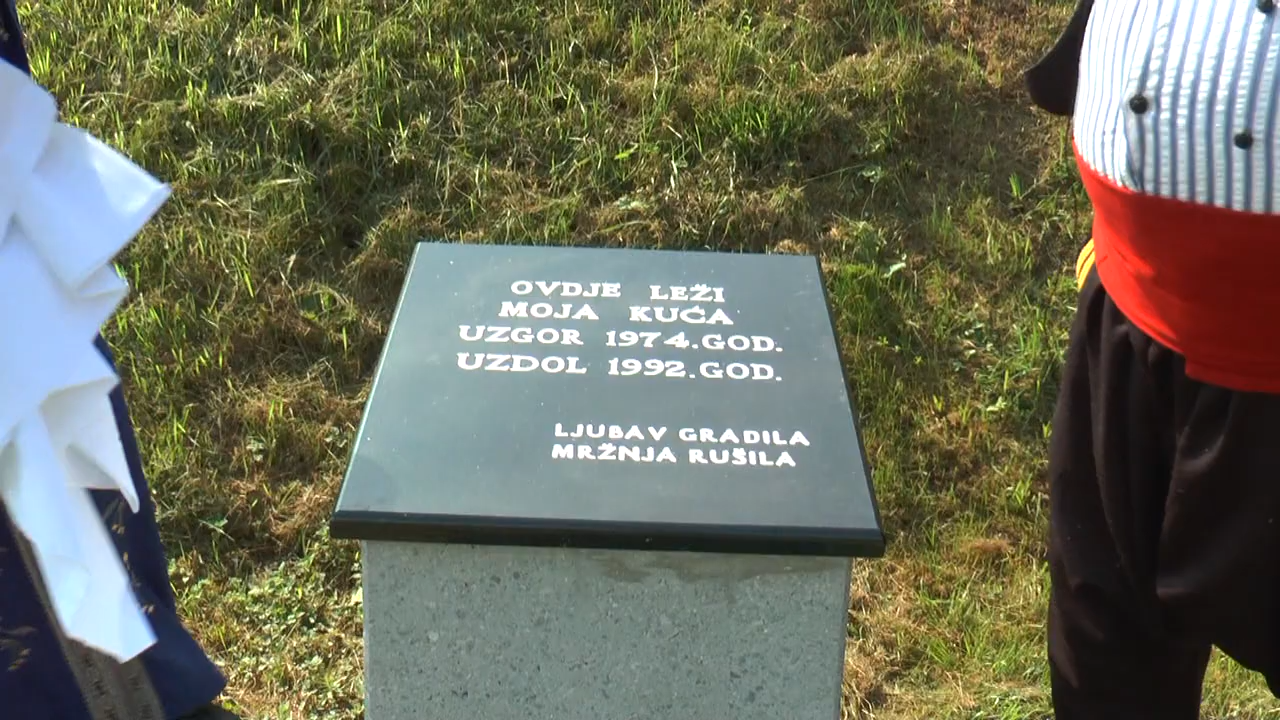 OVDJE LEŽI
MOJA KUĆA
UZGOR 1974.GOD.
UZDOL 1992.GOD.
LJUBAV GRADILA
MRŽNJA RUŠILA